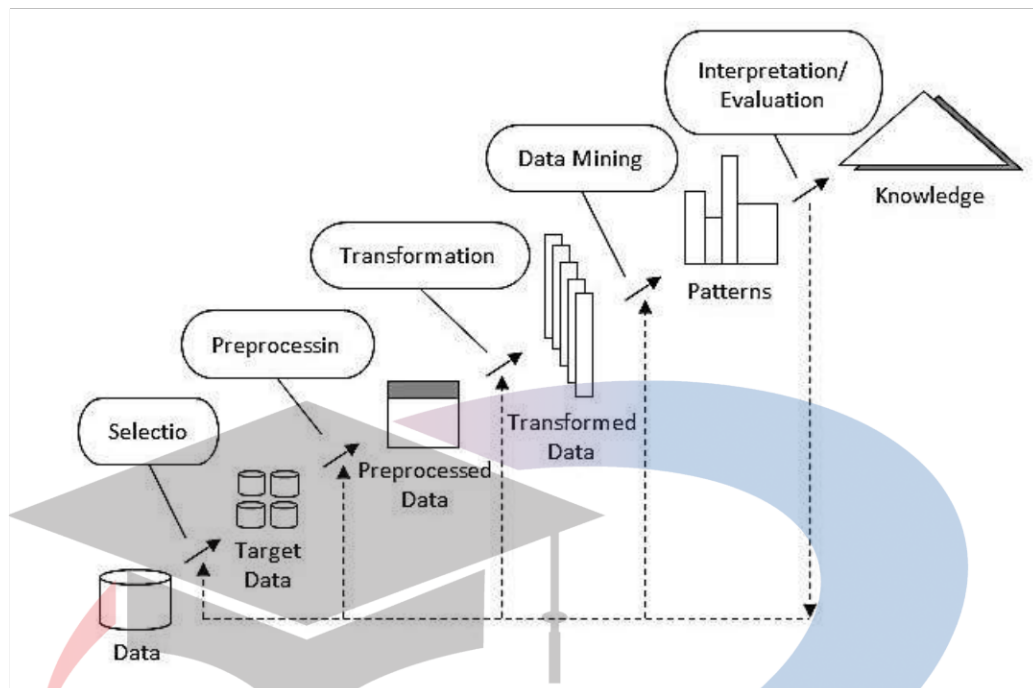 Interpretation/
Evaluation
Knowledge
Data Mining
Patterns
Transformation
Transformed
Data
Preprocessin
Preprocessed
Data
Selectio
Target
Data
Data